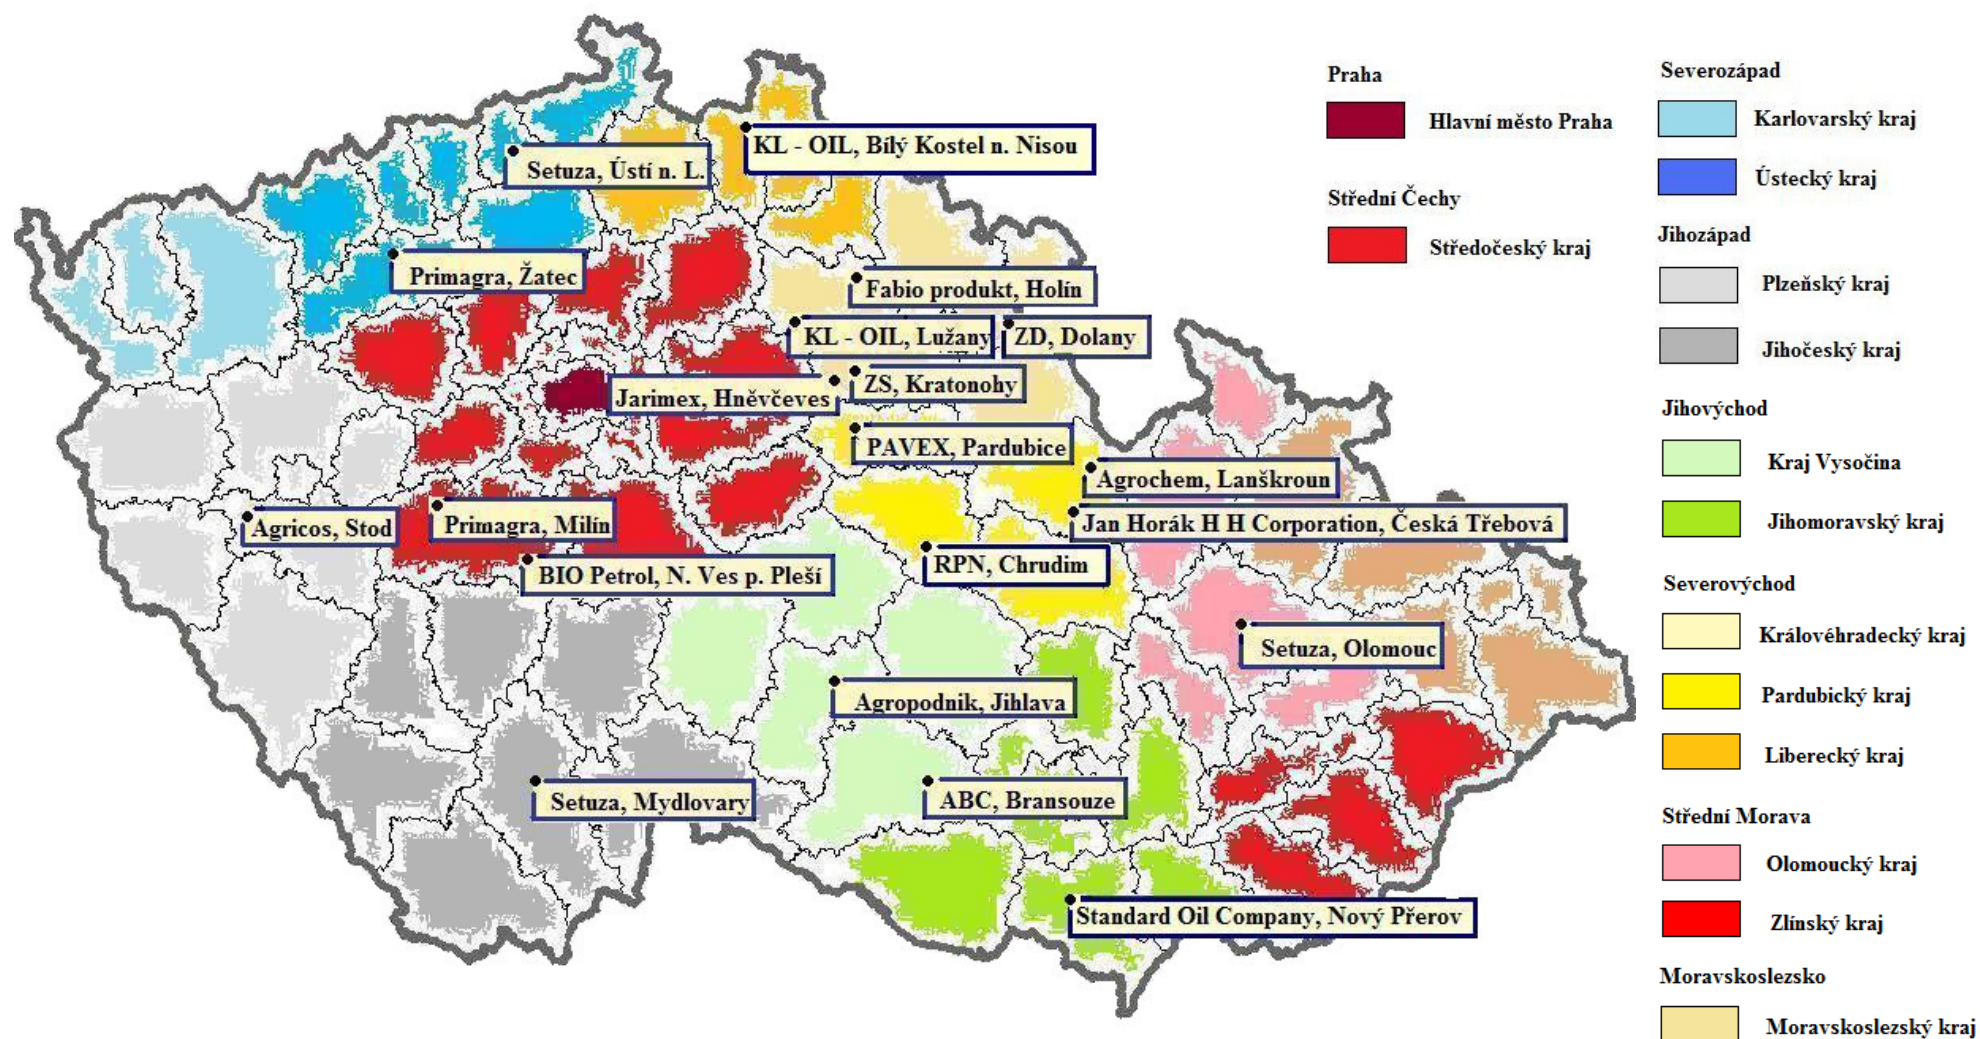 KL - OIL, Bílý Kostel n. Nisou
Setuza, Ústí n. L.
Primagra, Žatec
Fabio produkt, Holín
KL - OIL, Lužany
ZD, Dolany
ZS, Kratonohy
Jarimex, Hněvčeves
PAVEX, Pardubice
Agrochem, Lanškroun
Agricos, Stod
Primagra, Milín
Jan Horák H H Corporation, Česká Třebová
BIO Petrol, N. Ves p. Pleší
RPN, Chrudim
Setuza, Olomouc
Agropodnik, Jihlava
Setuza, Mydlovary
ABC, Bransouze
Standard Oil Company, Nový Přerov
Praha
Hlavní město Praha
Střední Čechy
Středočeský kraj
Severozápad
Karlovarský kraj
Ústecký kraj
Jihozápad
Plzeňský kraj
Jihočeský kraj
Jihovýchod
Kraj Vysočina
Jihomoravský kraj
Severovýchod
Královéhradecký kraj
Pardubický kraj
Liberecký kraj
Střední Morava
Olomoucký kraj
Zlínský kraj
Moravskoslezsko
Moravskoslezský kraj